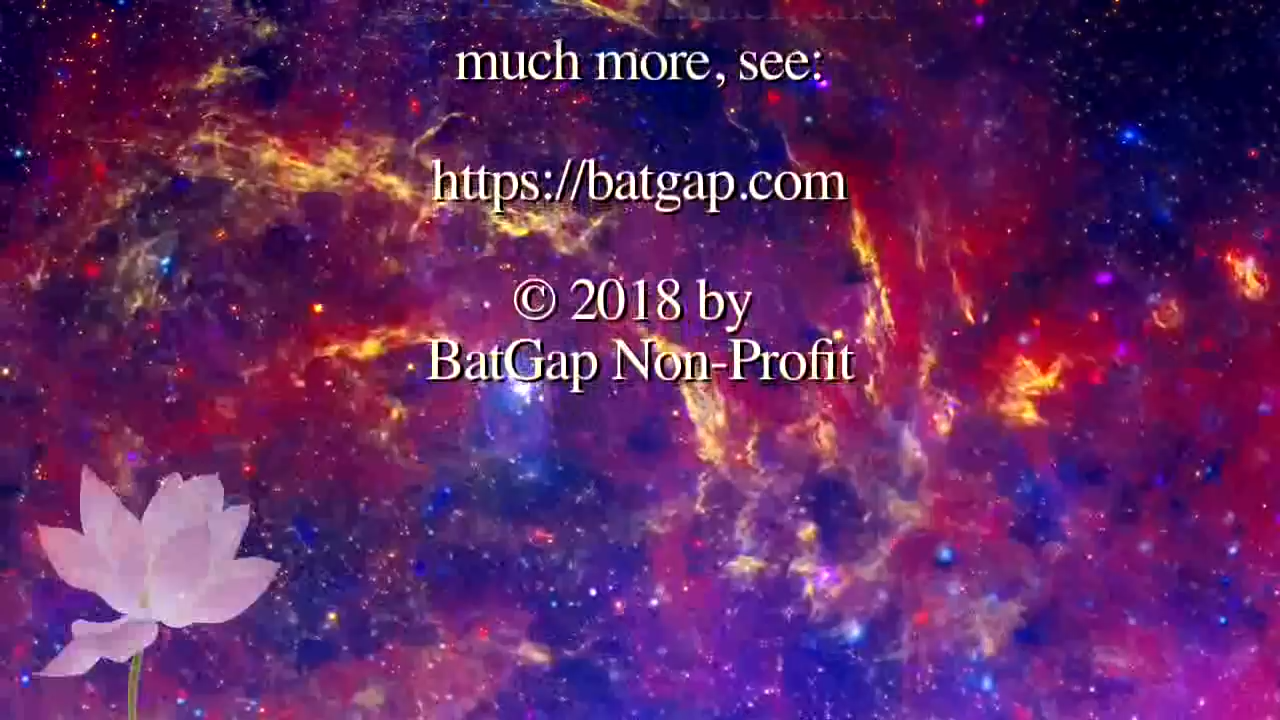 much more, see:
https://batgap.com
© 2018 by
BatGap Non-Profit